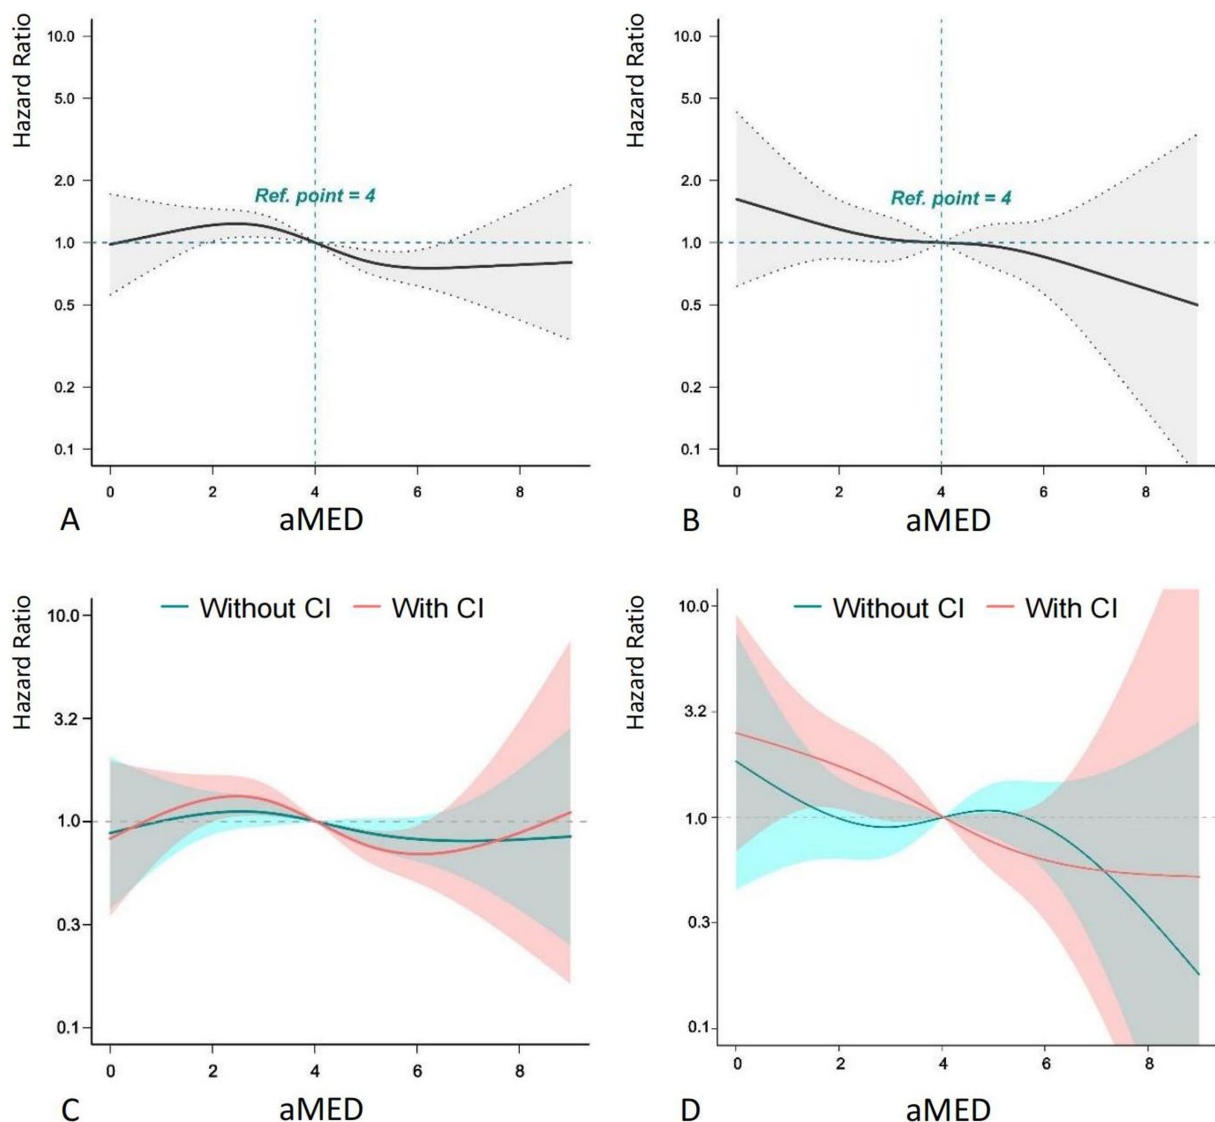 Hazard Ratio
10.0
5.0
2.0
1.0
0.5
0.2
0.1
Ref. point = 4
0 2 4 6 8
A aMED
Hazard Ratio
10.0
5.0
2.0
1.0
0.5
0.2
0.1
Ref. point = 4
0 2 4 6 8
B aMED
Hazard Ratio
Without CI With CI
10.0
3.2
1.0
0.3
0.1
0 2 4 6 8
C aMED
Hazard Ratio
Without CI With CI
10.0
3.2
1.0
0.3
0.1
0 2 4 6 8
D aMED